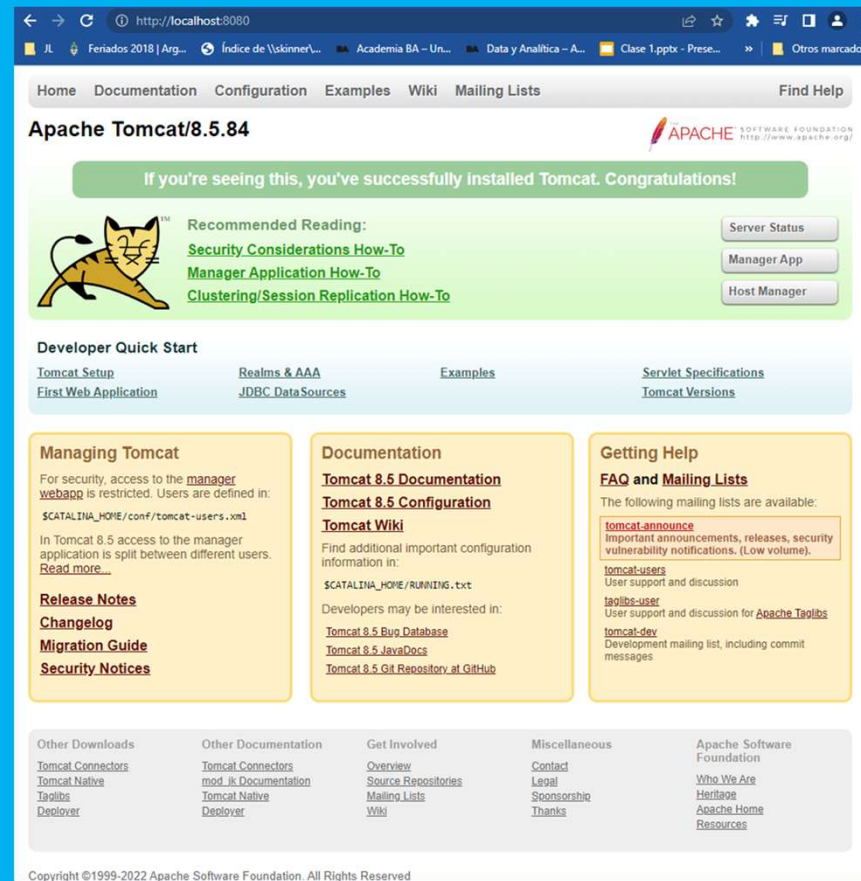 http://localhost:8080
JL Feriados 2018 | Arg... Índice de \\skinner\... BA Academia BA – Un... BA Data y Analítica – A... Clase 1.pptx - Prese... » Otros marcado
Home Documentation Configuration Examples Wiki Mailing Lists Find Help
Apache Tomcat/8.5.84
APACHE SOFTWARE FOUNDATION
http://www.apache.org/
If you're seeing this, you've successfully installed Tomcat. Congratulations!
TM
Recommended Reading:
Security Considerations How-To
Manager Application How-To
Clustering/Session Replication How-To
Server Status
Manager App
Host Manager
Developer Quick Start
Tomcat Setup
First Web Application
Realms & AAA
JDBC DataSources
Examples
Servlet Specifications
Tomcat Versions
Managing Tomcat
For security, access to the manager
webapp is restricted. Users are defined in:
$CATALINA_HOME/conf/tomcat-users.xml
In Tomcat 8.5 access to the manager
application is split between different users.
Read more...
Release Notes
Changelog
Migration Guide
Security Notices
Documentation
Tomcat 8.5 Documentation
Tomcat 8.5 Configuration
Tomcat Wiki
Find additional important configuration
information in:
$CATALINA_HOME/RUNNING.txt
Developers may be interested in:
Tomcat 8.5 Bug Database
Tomcat 8.5 JavaDocs
Tomcat 8.5 Git Repository at GitHub
Getting Help
FAQ and Mailing Lists
The following mailing lists are available:
tomcat-announce
Important announcements, releases, security
vulnerability notifications. (Low volume).
tomcat-users
User support and discussion
taglibs-user
User support and discussion for Apache Taglibs
tomcat-dev
Development mailing list, including commit
messages
Other Downloads
Tomcat Connectors
Tomcat Native
Taglibs
Deployer
Other Documentation
Tomcat Connectors
mod_jk Documentation
Tomcat Native
Deployer
Get Involved
Overview
Source Repositories
Mailing Lists
Wiki
Miscellaneous
Contact
Legal
Sponsorship
Thanks
Apache Software
Foundation
Who We Are
Heritage
Apache Home
Resources
Copyright ©1999-2022 Apache Software Foundation. All Rights Reserved